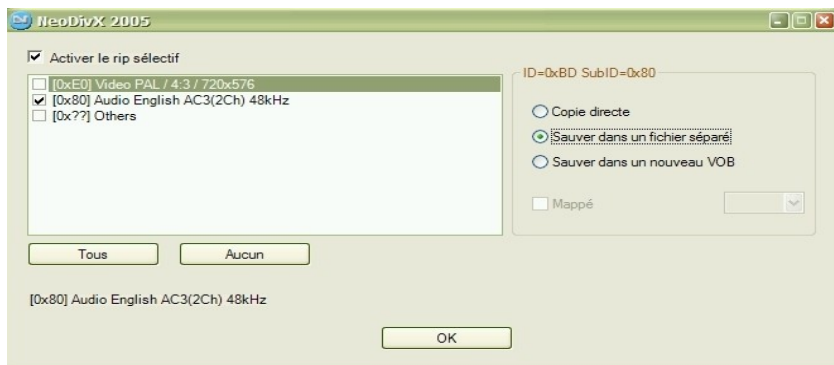 NeoDivX 2005
Activer le rip sélectif
[0xE0] Video PAL / 4:3 / 720x576
[0x80] Audio English AC3(2Ch) 48kHz
[0x??] Others
ID=0xBD SubID=0x80
Copie directe
Sauver dans un fichier séparé
Sauver dans un nouveau VOB
Mappé
Tous
Aucun
[0x80] Audio English AC3(2Ch) 48kHz
OK